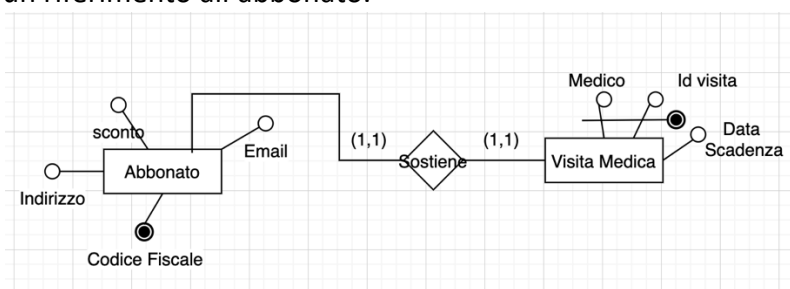 un riferimento all'abbonato.
Medico
Id visita
sconto
Email
(1,1)
Sostiene
(1,1)
Data
Scadenza
Abbonato
Visita Medica
Indirizzo
Codice Fiscale